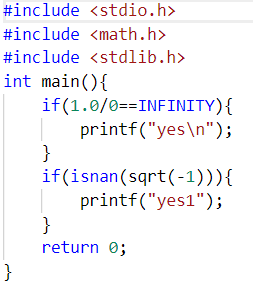 #include <stdio.h>
#include <math.h>
#include <stdlib.h>
int main(){
    if(1.0/0==INFINITY){
        printf("yes\n");
    }
    if(isnan(sqrt(-1))){
        printf("yes1");
    }
    return 0;
}